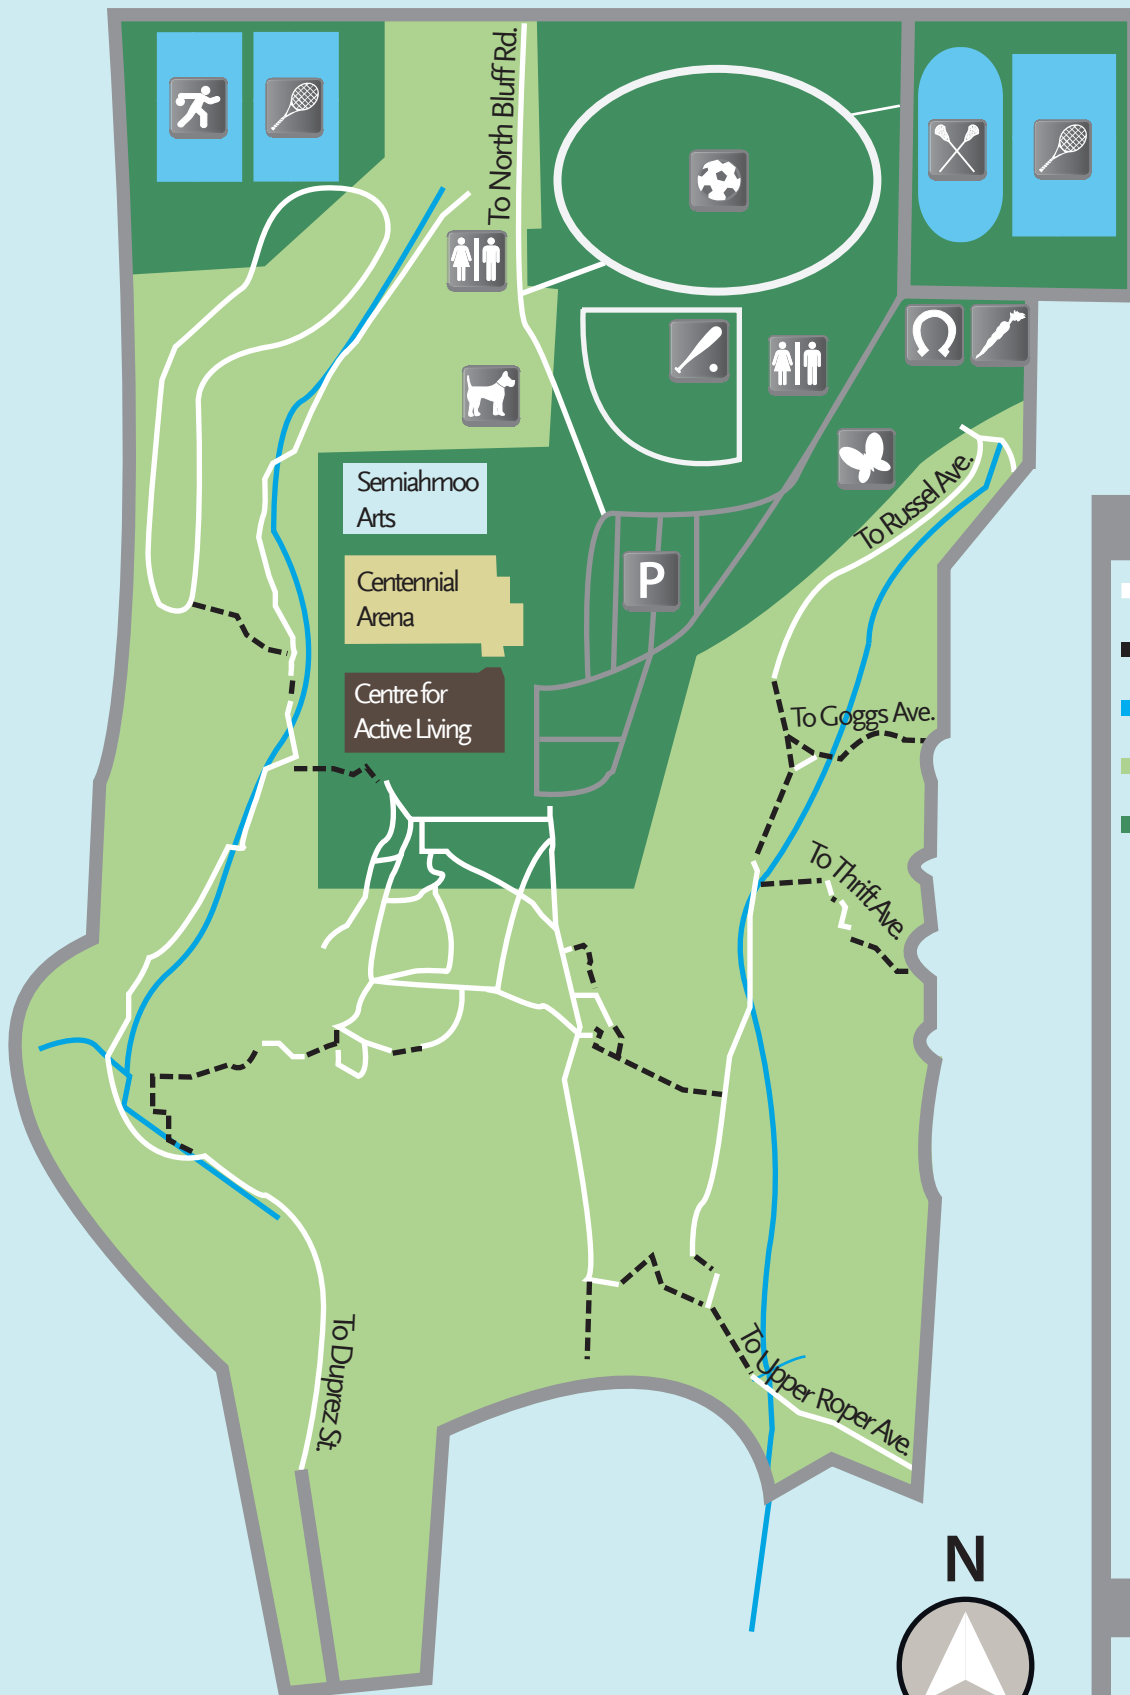 To North Bluff Rd.
Semiahmoo
Arts
Centennial
Arena
Centre for
Active Living
P
To Russel Ave.
To Goggs Ave.
To Thrift Ave.
To Duprez St.
To Upper Roper Ave.
N